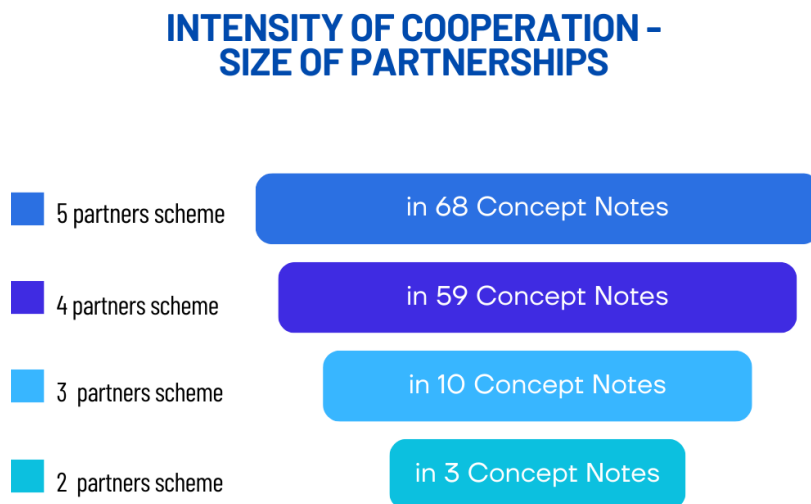 INTENSITY OF COOPERATION -
SIZE OF PARTNERSHIPS
5 partners scheme
in 68 Concept Notes
4 partners scheme
in 59 Concept Notes
3 partners scheme
in 10 Concept Notes
2 partners scheme
in 3 Concept Notes